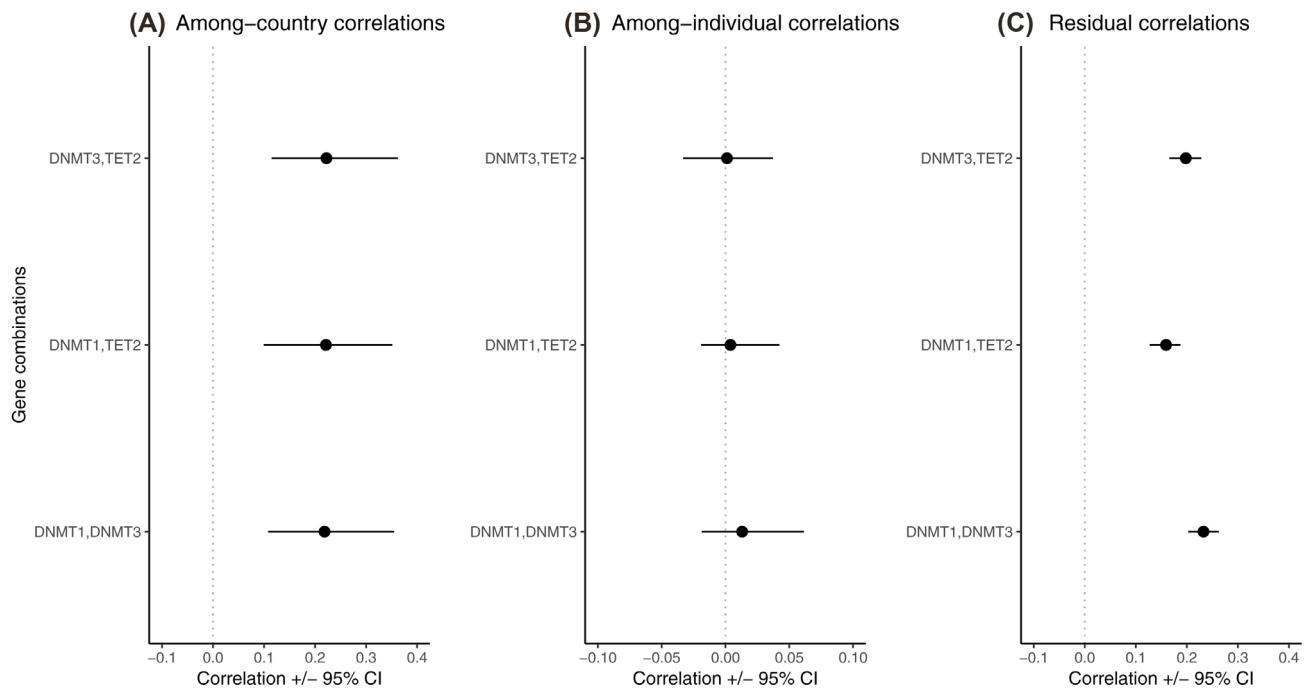 (A) Among−country correlations
Gene combinations
DNMT3,TET2
DNMT1,TET2
DNMT1,DNMT3
−0.1 0.0 0.1 0.2 0.3 0.4
Correlation +/− 95% CI
(B) Among−individual correlations
DNMT3,TET2
DNMT1,TET2
DNMT1,DNMT3
−0.10 −0.05 0.00 0.05 0.10
Correlation +/− 95% CI
(C) Residual correlations
DNMT3,TET2
DNMT1,TET2
DNMT1,DNMT3
−0.1 0.0 0.1 0.2 0.3 0.4
Correlation +/− 95% CI